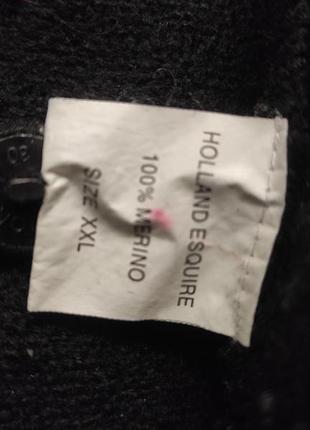 HOLLAND ESQUIRE
100% MERINO
SIZE XXL